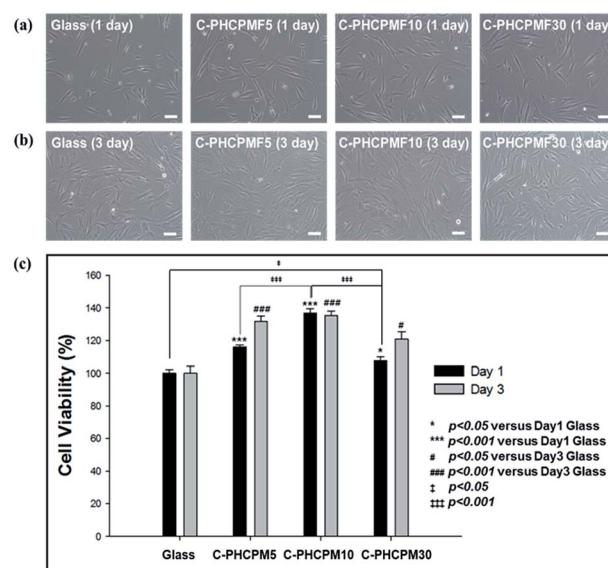 (a)
Glass (1 day)
C-PHCPMF5 (1 day)
C-PHCPMF10 (1 day)
C-PHCPMF30 (1 day)
(b)
Glass (3 day)
C-PHCPMF5 (3 day)
C-PHCPMF10 (3 day)
C-PHCPMF30 (3 day)
(c)
Cell Viability (%)
160
140
120
100
80
60
40
20
0
‡
‡‡‡
‡‡‡
***
###
***
###
*
#
Glass
C-PHCPM5
C-PHCPM10
C-PHCPM30
Day 1
Day 3
* p<0.05 versus Day1 Glass
*** p<0.001 versus Day1 Glass
# p<0.05 versus Day3 Glass
### p<0.001 versus Day3 Glass
‡ p<0.05
‡‡‡ p<0.001